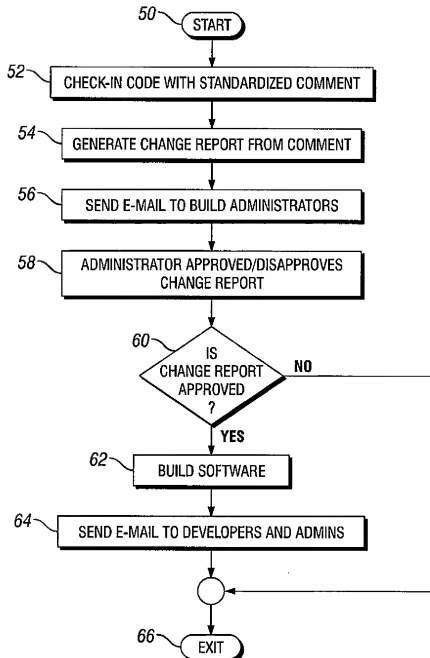 50
START
52
CHECK-IN CODE WITH STANDARDIZED COMMENT
54
GENERATE CHANGE REPORT FROM COMMENT
56
SEND E-MAIL TO BUILD ADMINISTRATORS
58
ADMINISTRATOR APPROVED/DISAPPROVES
CHANGE REPORT
60
IS
CHANGE REPORT
APPROVED
?
NO
YES
62
BUILD SOFTWARE
64
SEND E-MAIL TO DEVELOPERS AND ADMINS
66
EXIT